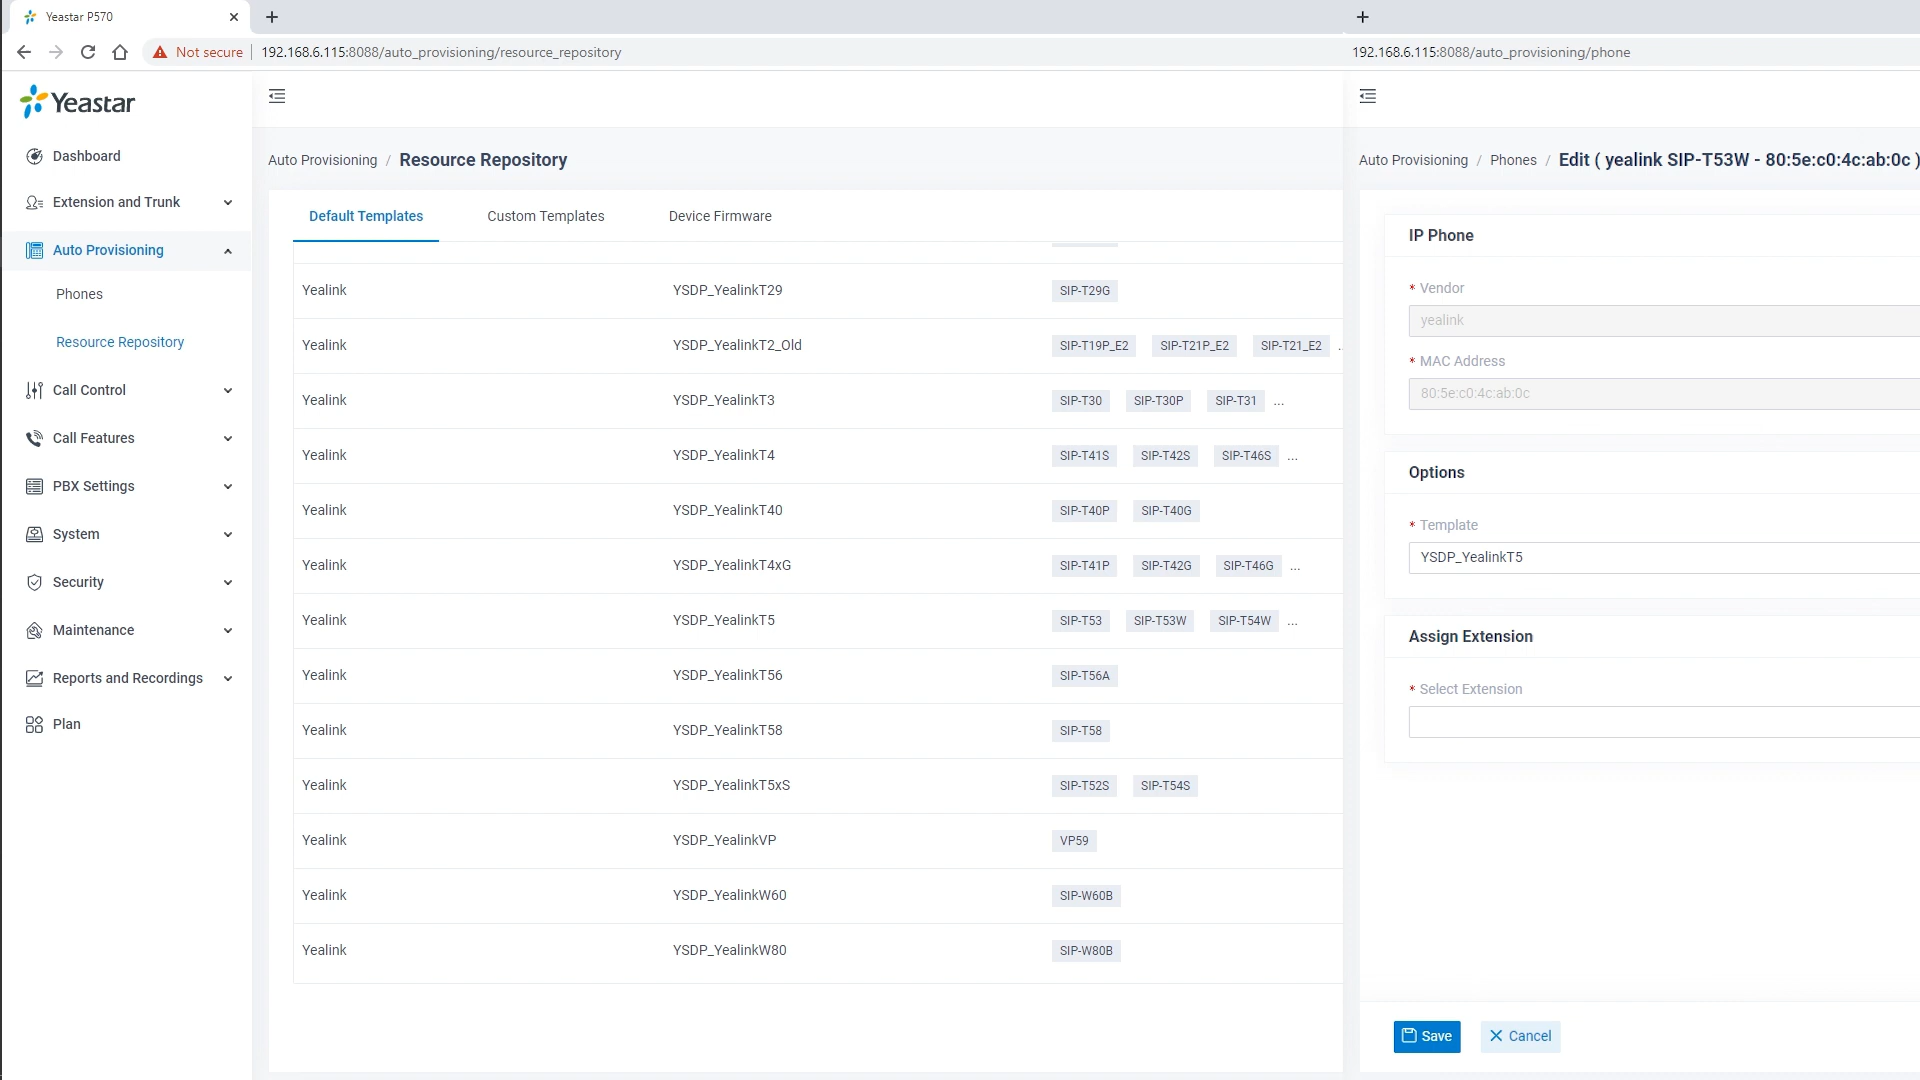 Yeastar P570
Not secure
192.168.6.115:8088/auto_provisioning/resource_repository
192.168.6.115:8088/auto_provisioning/phone
Yeastar
Dashboard
Extension and Trunk
Auto Provisioning
Phones
Resource Repository
Call Control
Call Features
PBX Settings
System
Security
Maintenance
Reports and Recordings
Plan
Auto Provisioning / Resource Repository
Default Templates Custom Templates Device Firmware
Yealink YSDP_YealinkT29 SIP-T29G
Yealink YSDP_YealinkT2_Old SIP-T19P_E2 SIP-T21P_E2 SIP-T21_E2 ..
Yealink YSDP_YealinkT3 SIP-T30 SIP-T30P SIP-T31 ...
Yealink YSDP_YealinkT4 SIP-T41S SIP-T42S SIP-T46S ...
Yealink YSDP_YealinkT40 SIP-T40P SIP-T40G
Yealink YSDP_YealinkT4xG SIP-T41P SIP-T42G SIP-T46G ...
Yealink YSDP_YealinkT5 SIP-T53 SIP-T53W SIP-T54W ...
Yealink YSDP_YealinkT56 SIP-T56A
Yealink YSDP_YealinkT58 SIP-T58
Yealink YSDP_YealinkT5xS SIP-T52S SIP-T54S
Yealink YSDP_YealinkVP VP59
Yealink YSDP_YealinkW60 SIP-W60B
Yealink YSDP_YealinkW80 SIP-W80B
Auto Provisioning / Phones / Edit ( yealink SIP-T53W - 80:5e:c0:4c:ab:0c )
IP Phone
* Vendor
yealink
* MAC Address
80:5e:c0:4c:ab:0c
Options
* Template
YSDP_YealinkT5
Assign Extension
* Select Extension
Save Cancel